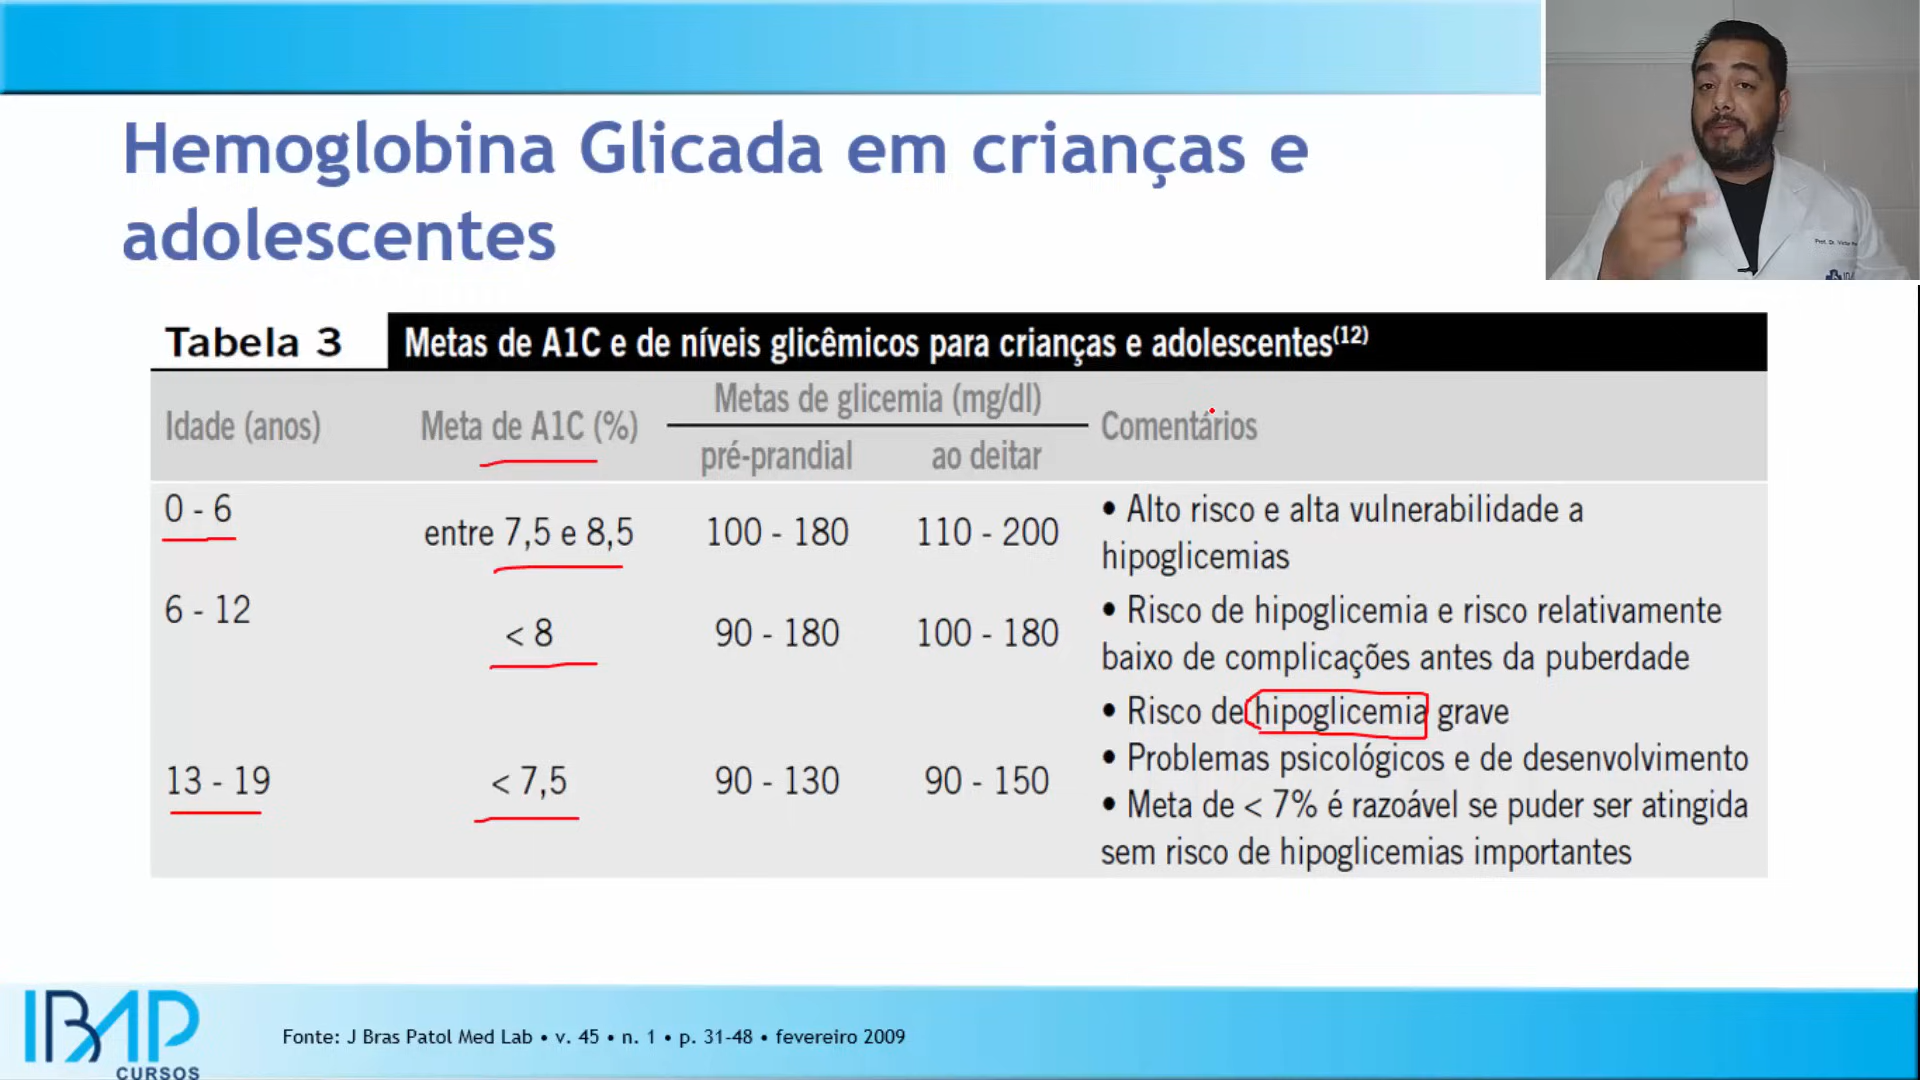 Hemoglobina Glicada em crianças e
adolescentes
Prof. Dr. Victor
Tabela 3
Metas de A1C e de níveis glicêmicos para crianças e adolescentes(12)
Idade (anos)
Meta de A1C (%)
Metas de glicemia (mg/dl)
pré-prandial
ao deitar
Comentários
0 - 6
entre 7,5 e 8,5
100 - 180
110 - 200
• Alto risco e alta vulnerabilidade a
hipoglicemias
6 - 12
< 8
90 - 180
100 - 180
• Risco de hipoglicemia e risco relativamente
baixo de complicações antes da puberdade
13 - 19
< 7,5
90 - 130
90 - 150
• Risco de hipoglicemia grave
• Problemas psicológicos e de desenvolvimento
• Meta de < 7% é razoável se puder ser atingida
sem risco de hipoglicemias importantes
IBAP
CURSOS
Fonte: J Bras Patol Med Lab • v. 45 • n. 1 • p. 31-48 • fevereiro 2009